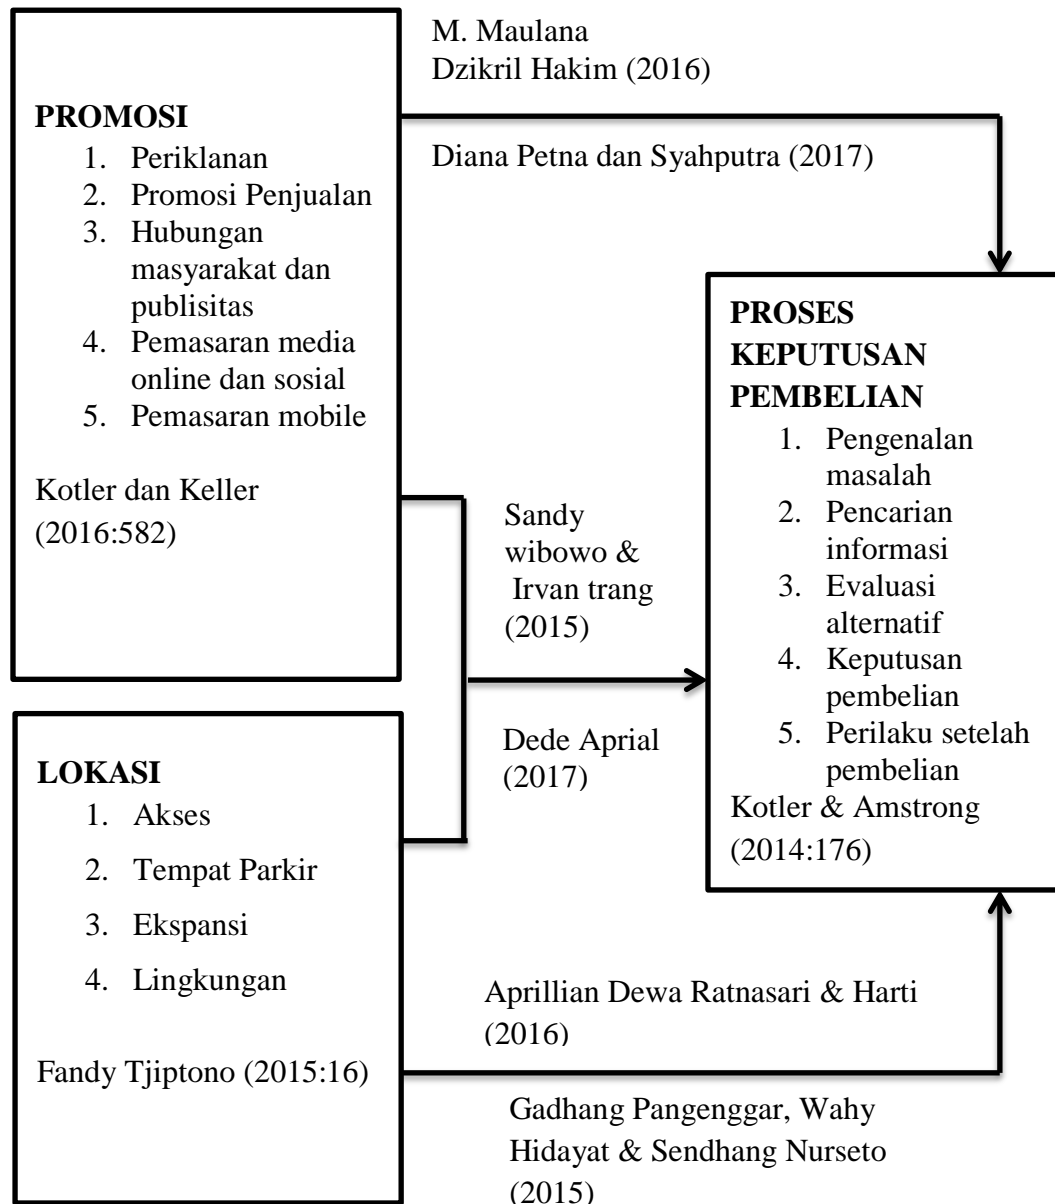 M. Maulana
Dzikril Hakim (2016)
PROMOSI
1. Periklanan
2. Promosi Penjualan
3. Hubungan
masyarakat dan
publisitas
4. Pemasaran media
online dan sosial
5. Pemasaran mobile
Kotler dan Keller
(2016:582)
Diana Petna dan Syahputra (2017)
Sandy
wibowo &
Irvan trang
(2015)
Dede Aprial
(2017)
PROSES
KEPUTUSAN
PEMBELIAN
1. Pengenalan
masalah
2. Pencarian
informasi
3. Evaluasi
alternatif
4. Keputusan
pembelian
5. Perilaku setelah
pembelian
Kotler & Amstrong
(2014:176)
LOKASI
1. Akses
2. Tempat Parkir
3. Ekspansi
4. Lingkungan
Fandy Tjiptono (2015:16)
Aprillian Dewa Ratnasari & Harti
(2016)
Gadhang Pangenggar, Wahy
Hidayat & Sendhang Nurseto
(2015)